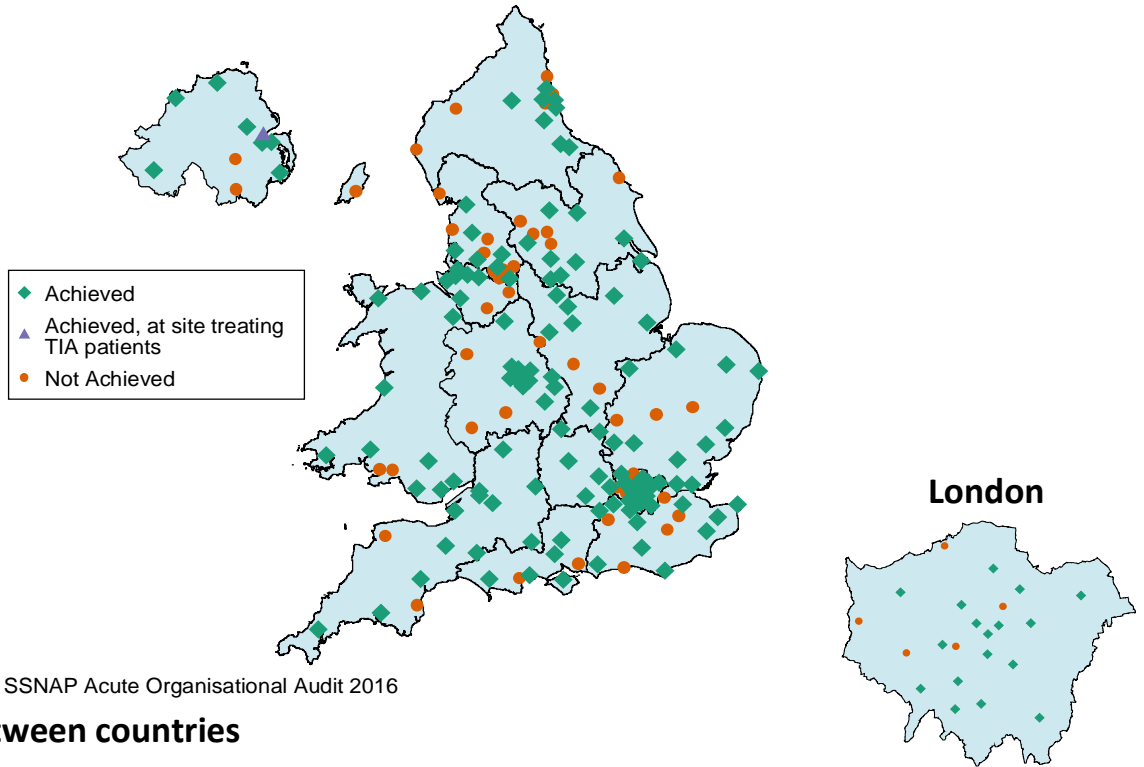 Achieved
Achieved, at site treating
TIA patients
Not Achieved
London
SSNAP Acute Organisational Audit 2016
tween countries